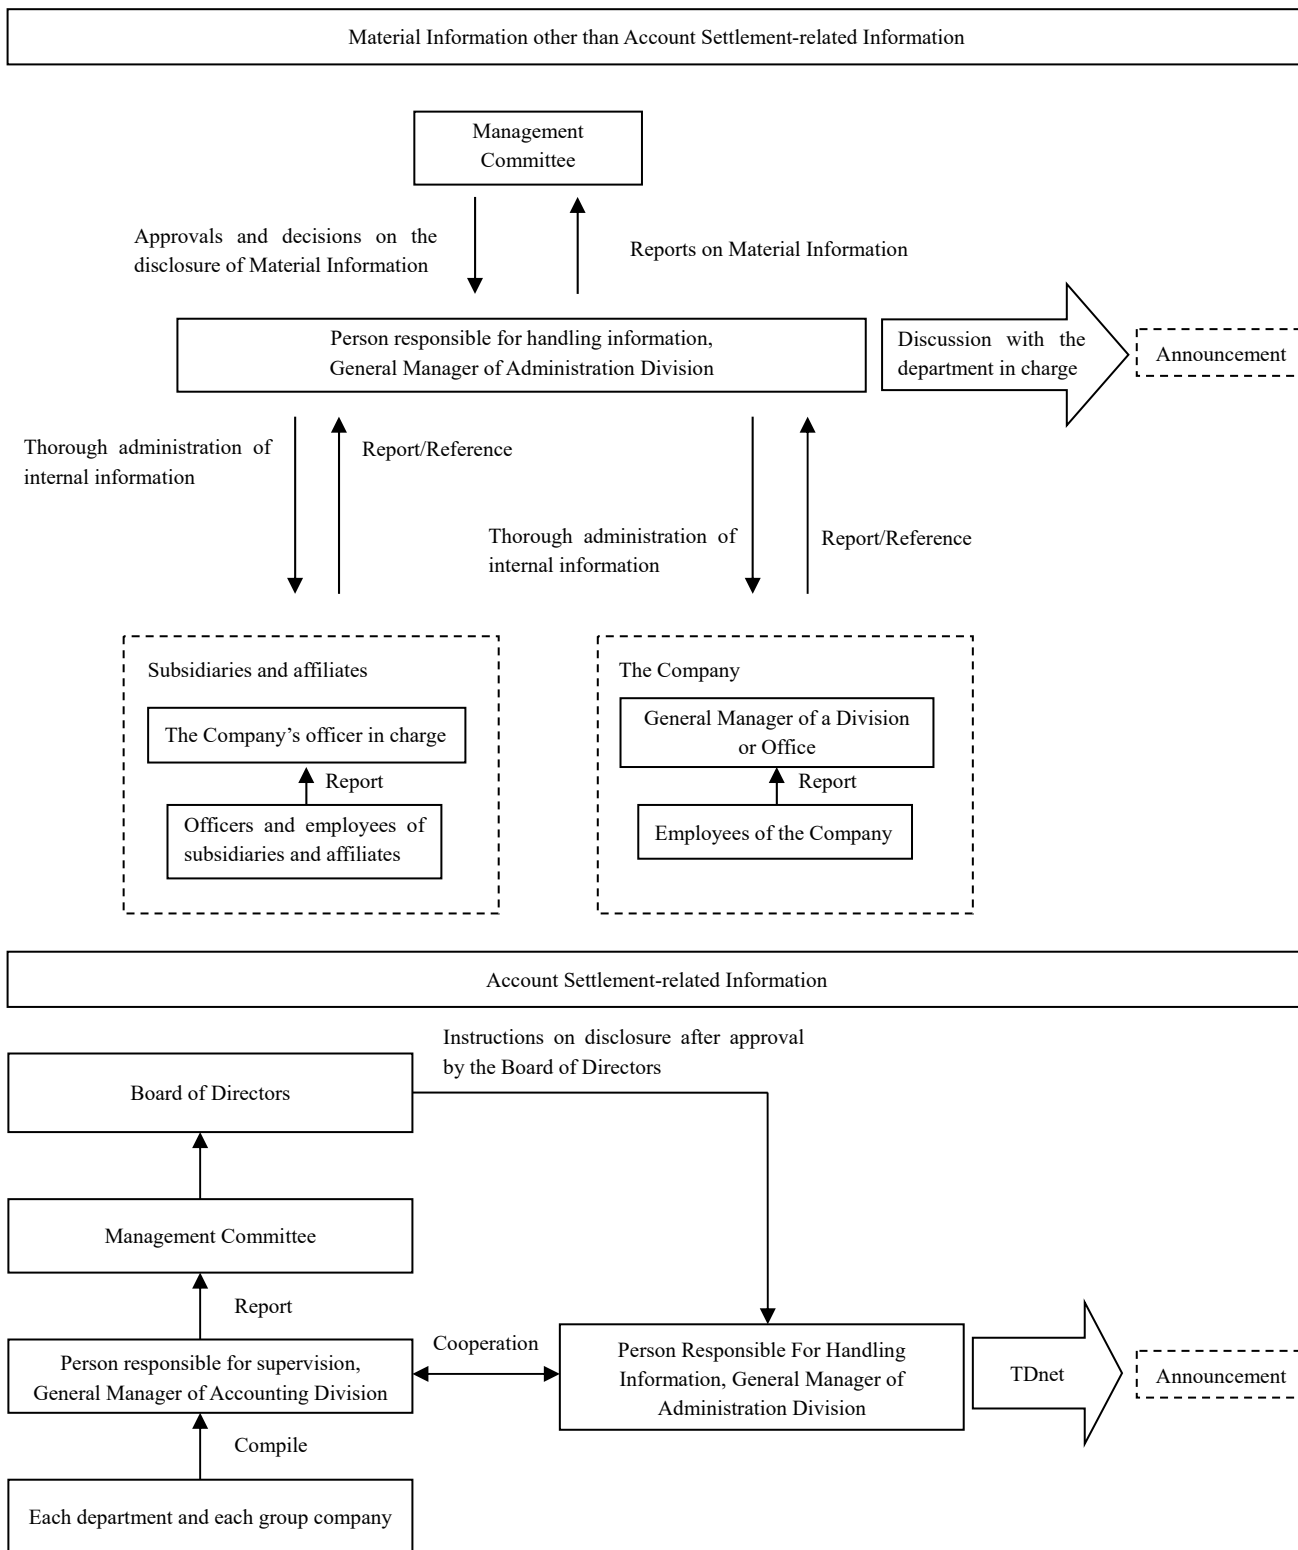 Material Information other than Account Settlement-related Information
Management
Committee
Approvals and decisions on the
disclosure of Material Information
Reports on Material Information
Person responsible for handling information,
General Manager of Administration Division
Discussion with the
department in charge
Announcement
Thorough administration of
internal information
Report/Reference
Thorough administration of
internal information
Report/Reference
Subsidiaries and affiliates
The Company’s officer in charge
Report
Officers and employees of
subsidiaries and affiliates
The Company
General Manager of a Division
or Office
Report
Employees of the Company
Account Settlement-related Information
Instructions on disclosure after approval
by the Board of Directors
Board of Directors
Management Committee
Report
Person responsible for supervision,
General Manager of Accounting Division
Cooperation
Person Responsible For Handling
Information, General Manager of
Administration Division
TDnet
Announcement
Compile
Each department and each group company